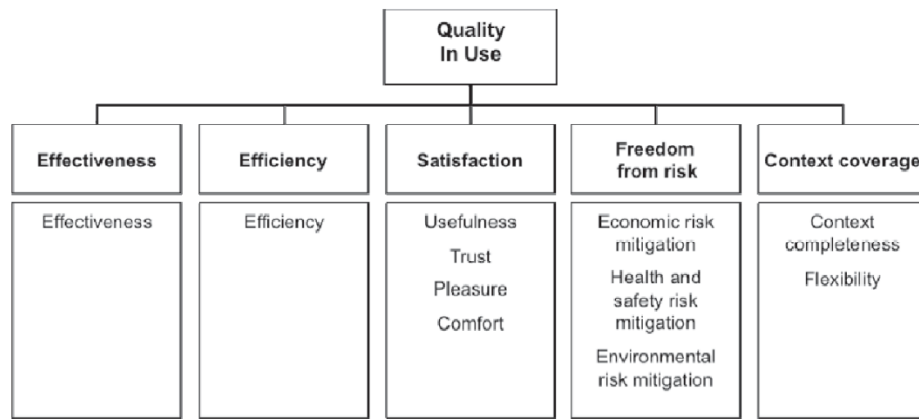 Quality
In Use
Effectiveness
Efficiency
Satisfaction
Freedom
from risk
Context coverage
Effectiveness
Efficiency
Usefulness
Trust
Pleasure
Comfort
Economic risk
mitigation
Health and
safety risk
mitigation
Environmental
risk mitigation
Context
completeness
Flexibility